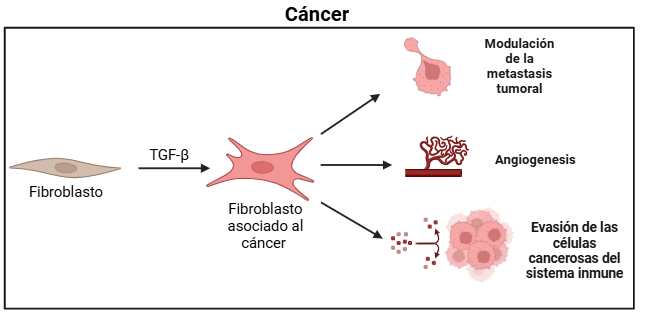 Cáncer
Modulación
de la
metastasis
tumoral
TGF-β
Angiogenesis
Fibroblasto
Fibroblasto
asociado al
cáncer
Evasión de las
células
cancerosas del
sistema inmune